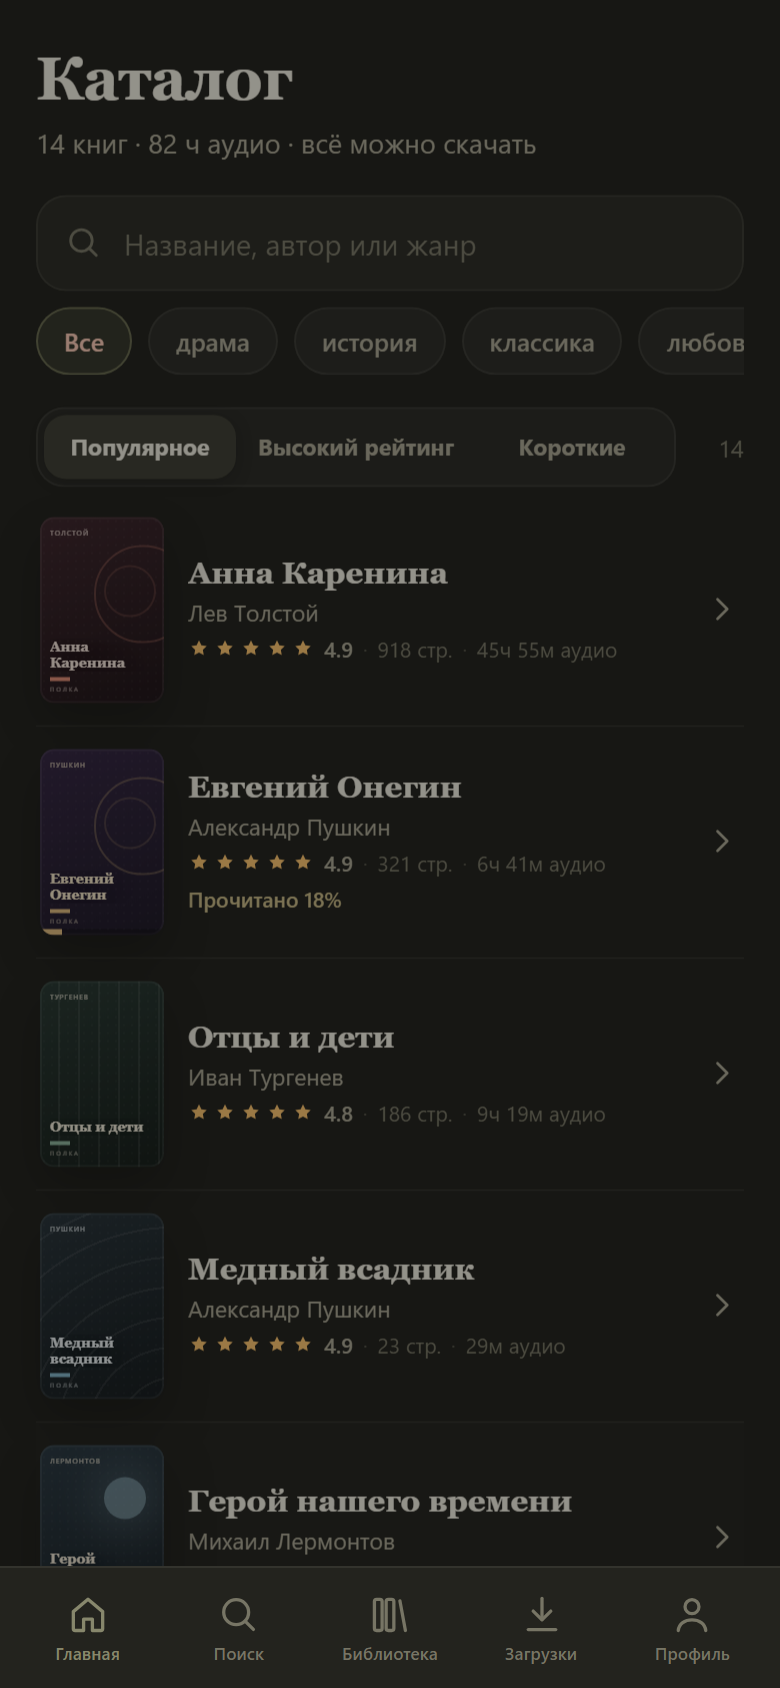 Каталог
14 книг · 82 ч аудио · всё можно скачать
Название, автор или жанр
Все драма история классика любов
Популярное Высокий рейтинг Короткие 14
ТОЛСТОЙ
Анна
Каренина
ПОЛКА
Анна Каренина
Лев Толстой
4.9 · 918 стр. · 45ч 55м аудио
ПУШКИН
Евгений
Онегин
ПОЛКА
Евгений Онегин
Александр Пушкин
4.9 · 321 стр. · 6ч 41м аудио
Прочитано 18%
ТУРГЕНЕВ
Отцы и дети
ПОЛКА
Отцы и дети
Иван Тургенев
4.8 · 186 стр. · 9ч 19м аудио
ПУШКИН
Медный
всадник
ПОЛКА
Медный всадник
Александр Пушкин
4.9 · 23 стр. · 29м аудио
ЛЕРМОНТОВ
Герой
Герой нашего времени
Михаил Лермонтов
Главная Поиск Библиотека Загрузки Профиль